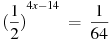 (1/2)^{4x-14} = 1/64